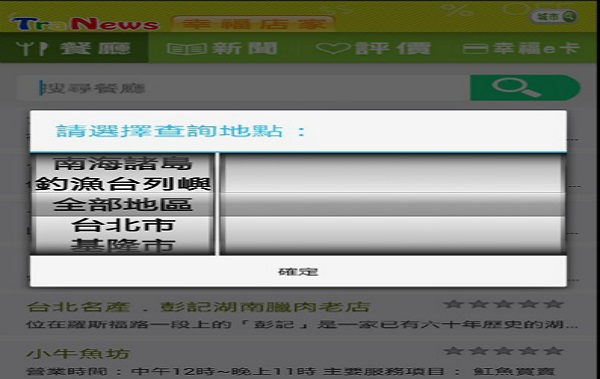 TraNews 幸福店家 城市
餐廳 新聞 評價 幸福e卡
搜尋餐廳
請選擇查詢地點：
南海諸島
釣漁台列嶼
全部地區
台北市
基隆市
確定
台北名產．彭記湖南臘肉老店
位在羅斯福路一段上的「彭記」是一家已有六十年歷史的湖...
小牛魚坊
營業時間：中午12時~晚上11時 主要服務項目： 魟魚買賣